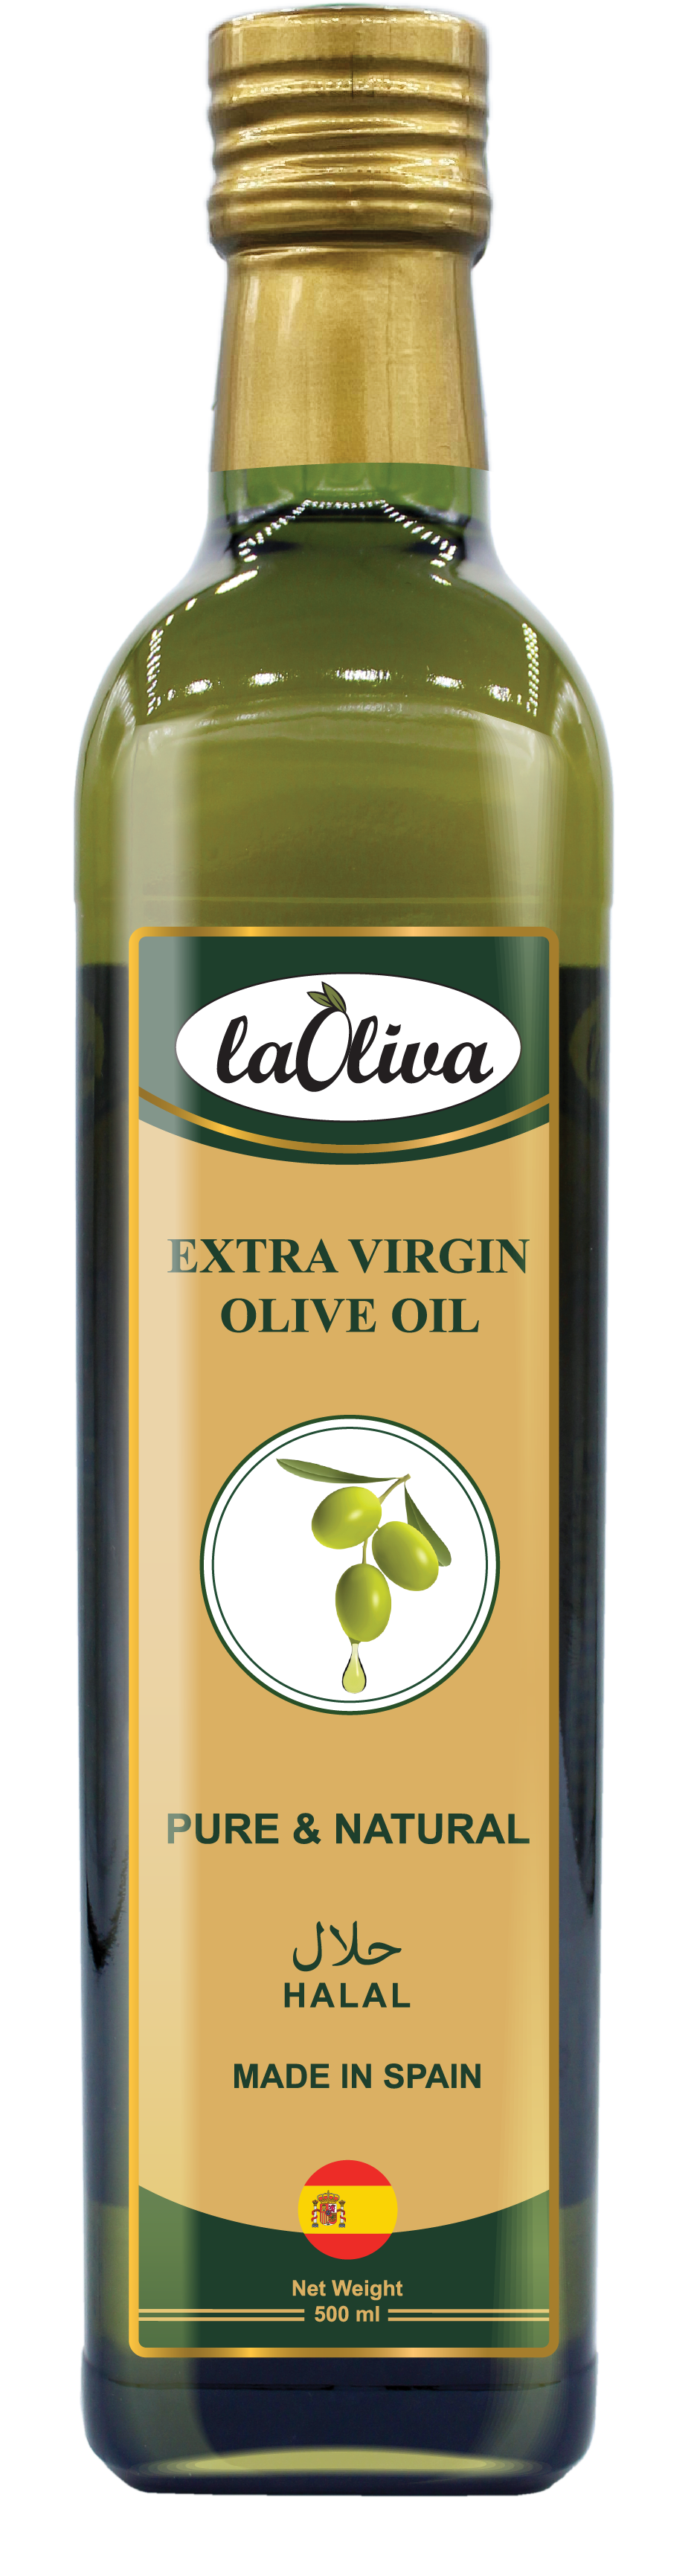 laOliva
EXTRA VIRGIN
OLIVE OIL
PURE & NATURAL
حلال
HALAL
MADE IN SPAIN
Net Weight
500 ml